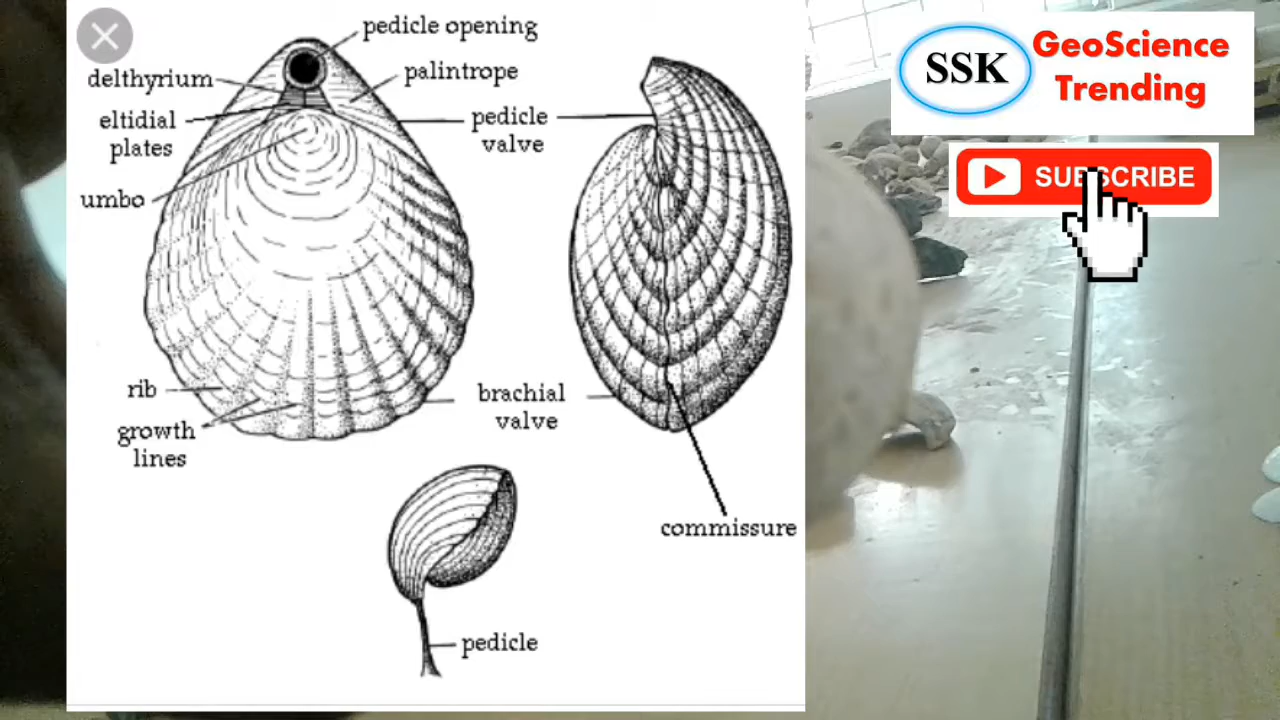 pedicle opening
delthyrium
palintrope
eltidial
plates
pedicle
valve
umbo
rib
growth
lines
brachial
valve
commissure
pedicle
SSK
GeoScience
Trending
SUBSCRIBE